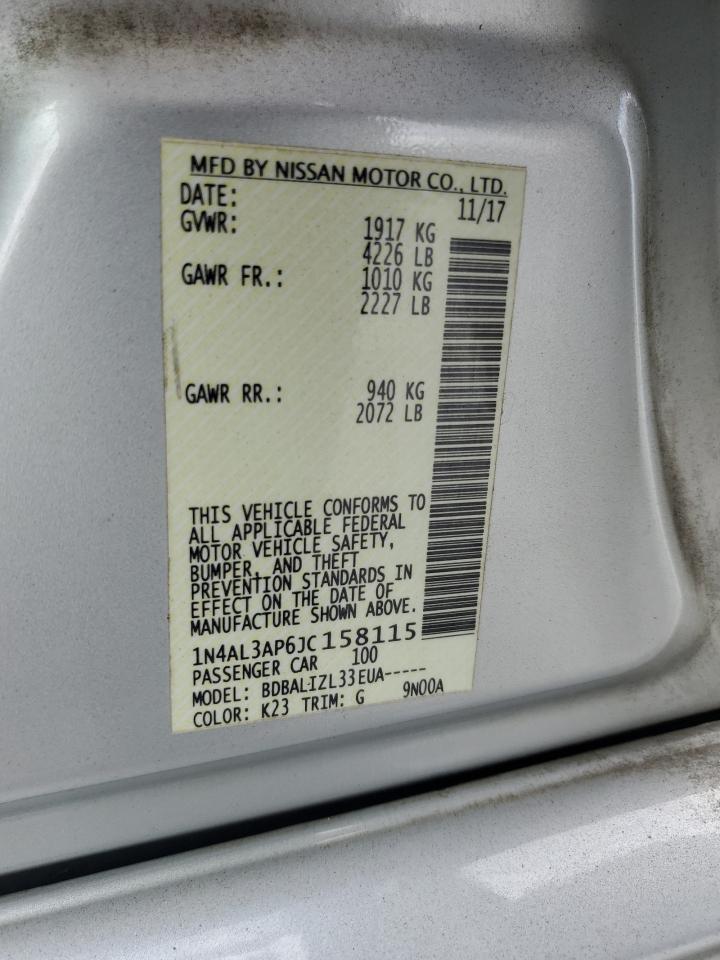 MFD BY NISSAN MOTOR CO., LTD.
DATE: 11/17
GVWR: 1917 KG
4226 LB
GAWR FR.: 1010 KG
2227 LB
GAWR RR.: 940 KG
2072 LB
THIS VEHICLE CONFORMS TO
ALL APPLICABLE FEDERAL
MOTOR VEHICLE SAFETY,
BUMPER, AND THEFT
PREVENTION STANDARDS IN
EFFECT ON THE DATE OF
MANUFACTURE SHOWN ABOVE.
1N4AL3AP6JC158115
PASSENGER CAR 100
MODEL: BDBALIZL33EUA-----
COLOR: K23 TRIM: G 9N00A